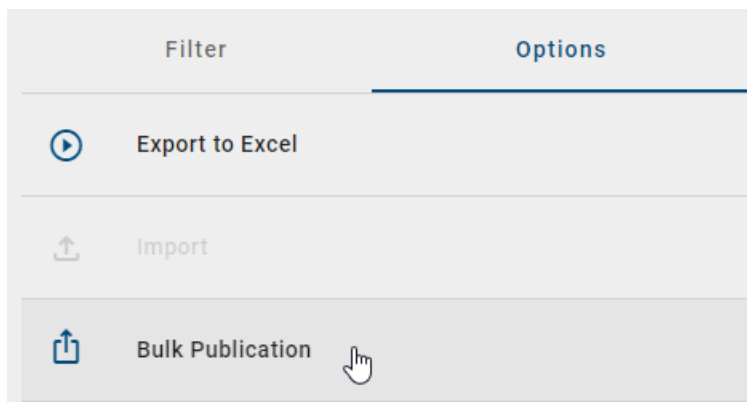 Filter
Options
Export to Excel
Import
Bulk Publication